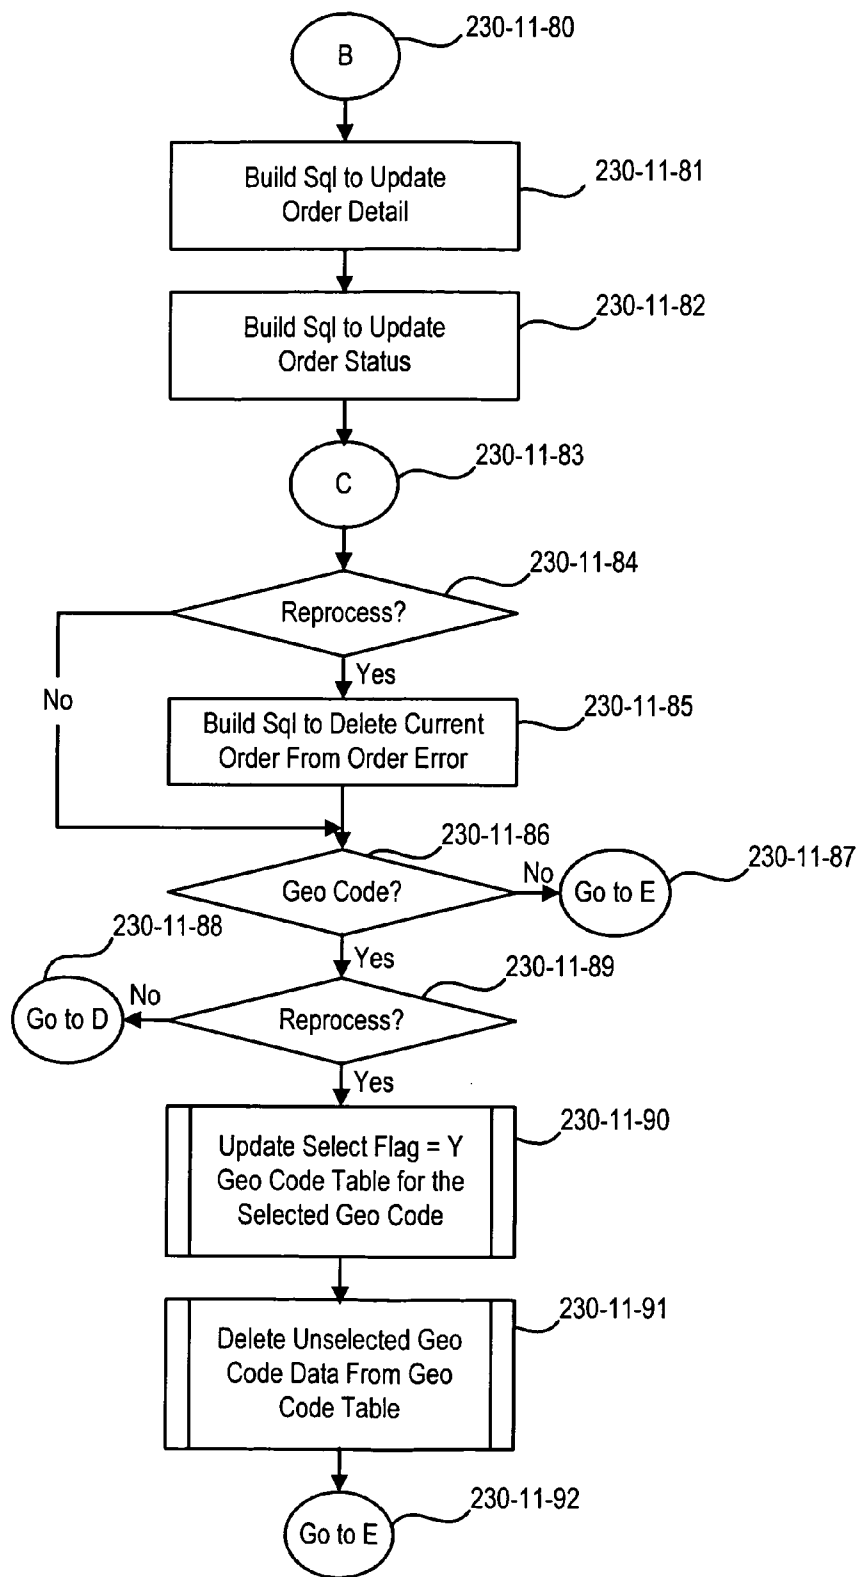 230-11-80
B
Build Sql to Update
Order Detail
230-11-81
Build Sql to Update
Order Status
230-11-82
C
230-11-83
230-11-84
Reprocess?
No
Yes
Build Sql to Delete Current
Order From Order Error
230-11-85
230-11-86
Geo Code?
No
Go to E
230-11-87
230-11-88
Yes
230-11-89
Go to D
No
Reprocess?
Yes
Update Select Flag = Y
Geo Code Table for the
Selected Geo Code
230-11-90
Delete Unselected Geo
Code Data From Geo
Code Table
230-11-91
Go to E
230-11-92